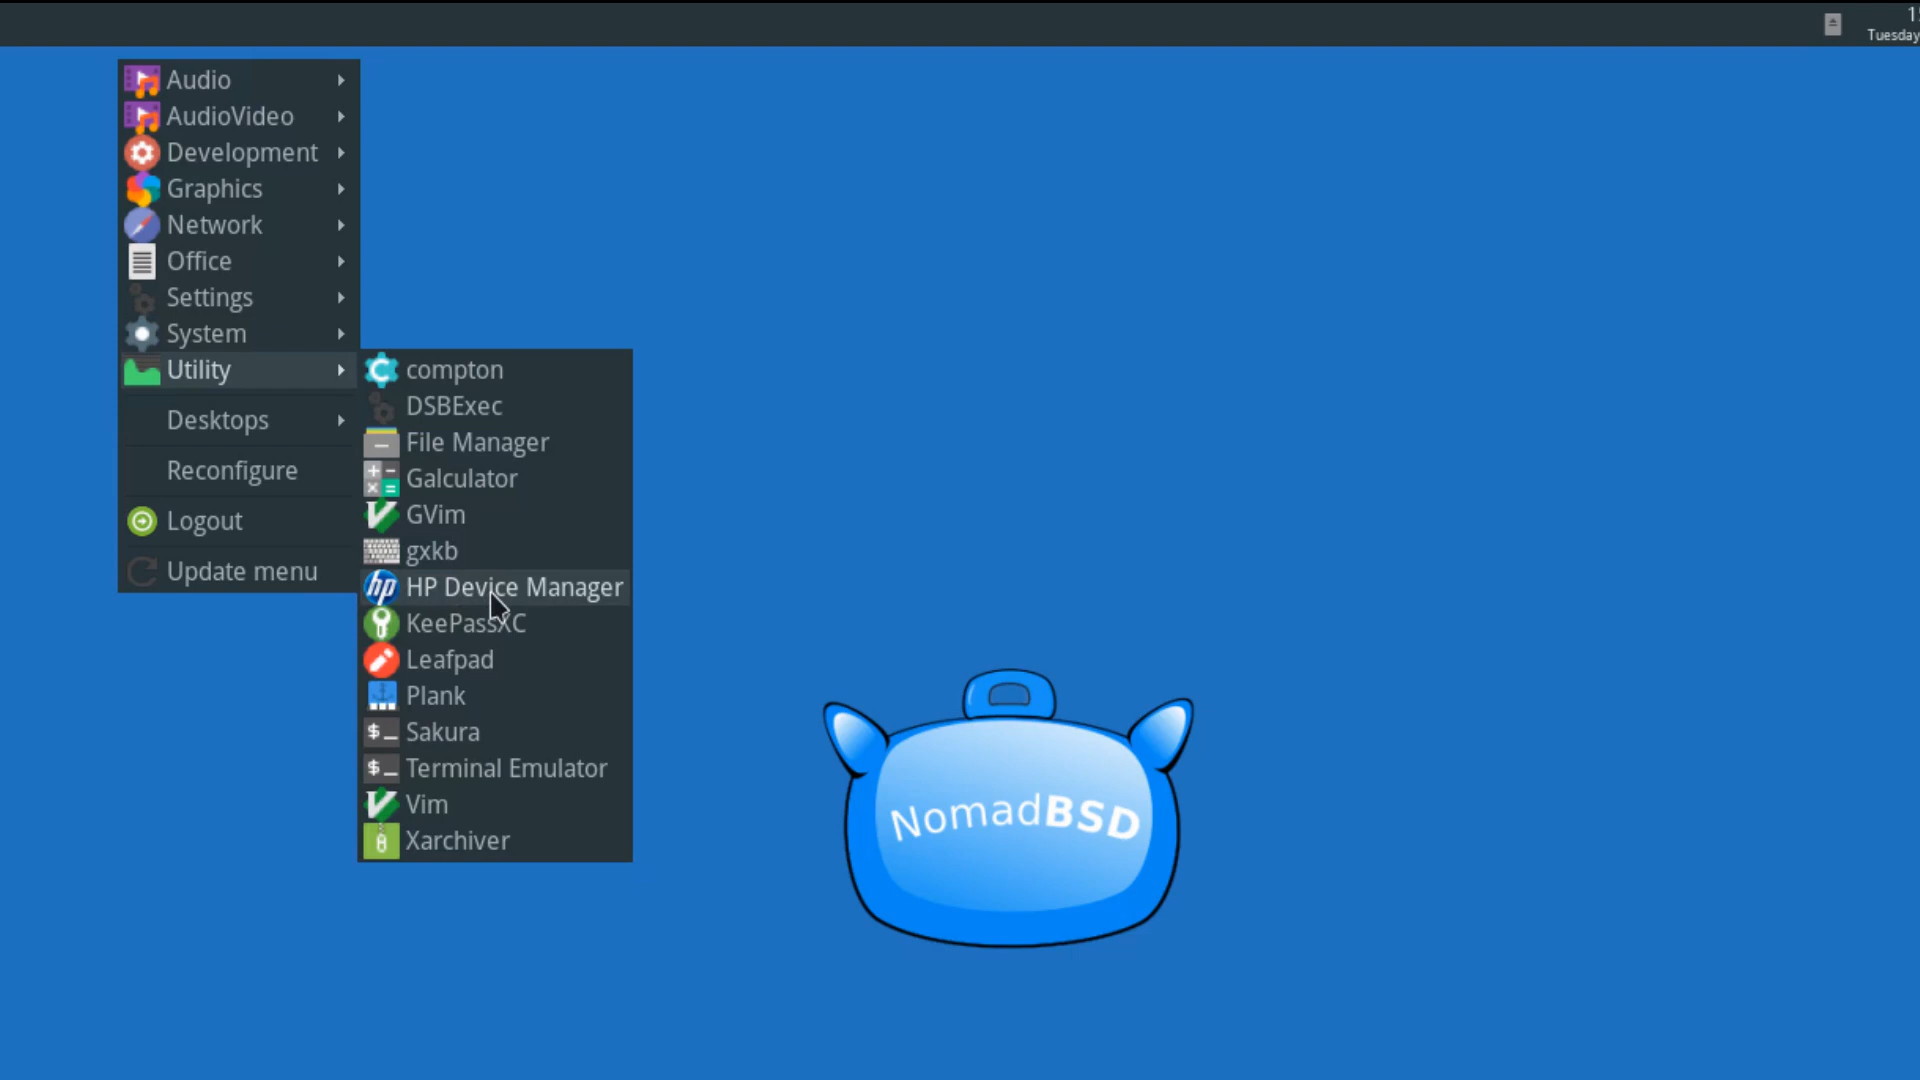 Tuesday
Audio
AudioVideo
Development
Graphics
Network
Office
Settings
System
Utility
Desktops
Reconfigure
Logout
Update menu
compton
DSBExec
File Manager
Galculator
GVim
gxkb
HP Device Manager
KeePassXC
Leafpad
Plank
Sakura
Terminal Emulator
Vim
Xarchiver
NomadBSD